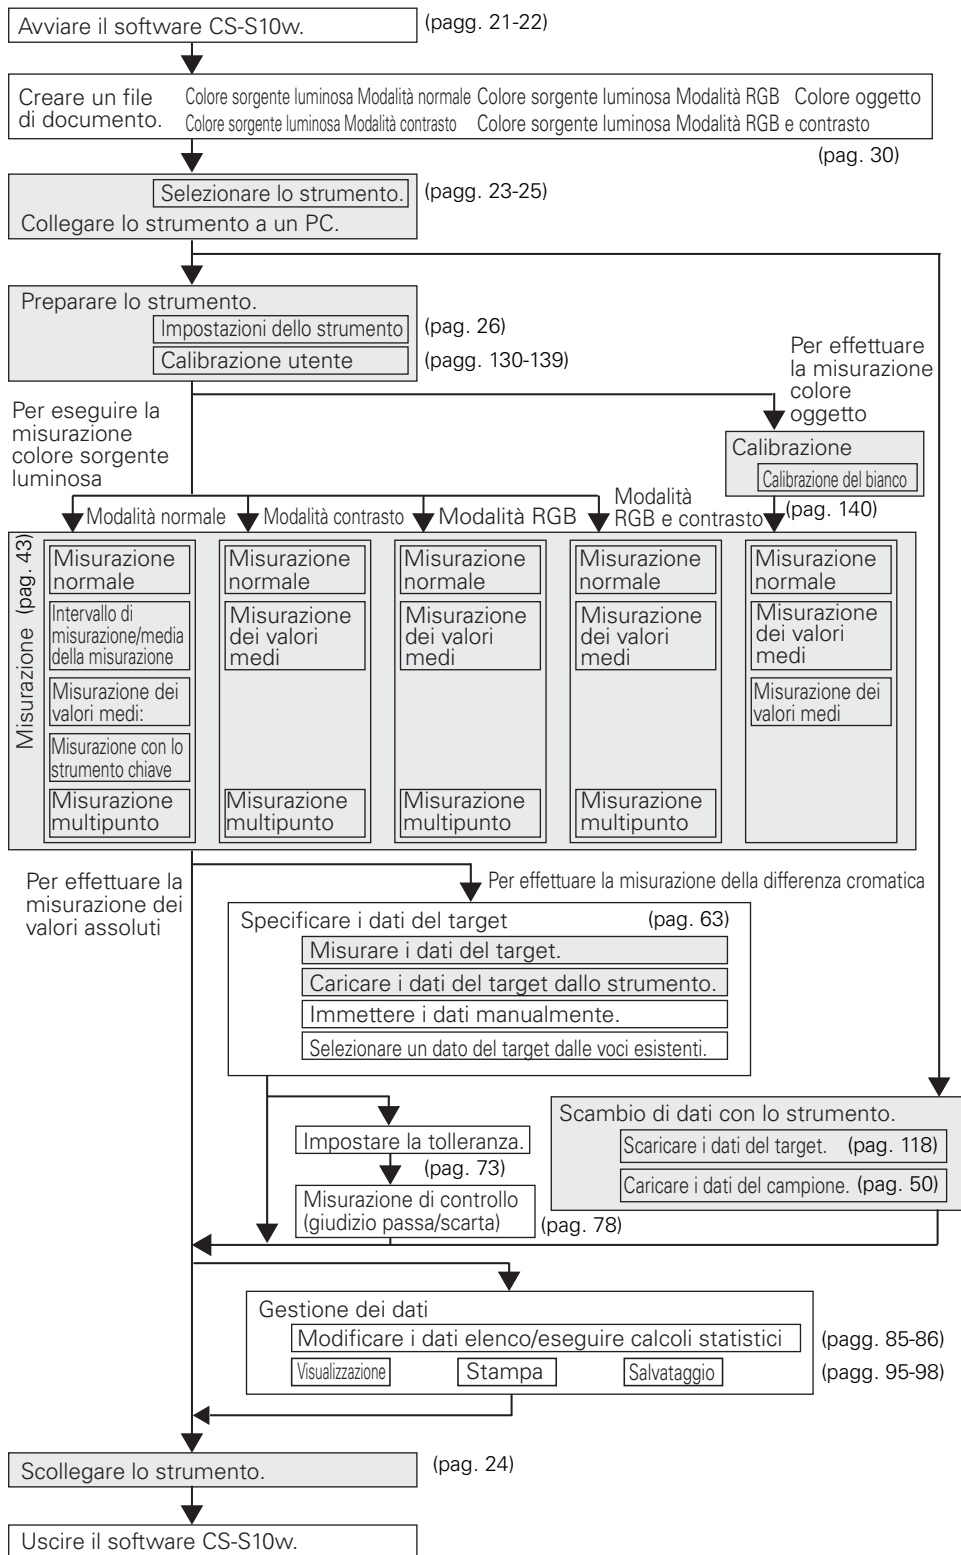 Avviare il software CS-S10w.
(pagg. 21-22)
Creare un file
di documento.
Colore sorgente luminosa Modalità normale Colore sorgente luminosa Modalità RGB Colore oggetto
Colore sorgente luminosa Modalità contrasto Colore sorgente luminosa Modalità RGB e contrasto
(pag. 30)
Selezionare lo strumento.
(pagg. 23-25)
Collegare lo strumento a un PC.
Preparare lo strumento.
Impostazioni dello strumento
(pag. 26)
Calibrazione utente
(pagg. 130-139)
Per effettuare
la misurazione
colore
oggetto
Per eseguire la
misurazione
colore sorgente
luminosa
Calibrazione
Calibrazione del bianco
(pag. 140)
Modalità normale
Modalità contrasto
Modalità RGB
Modalità
RGB e contrasto
Misurazione (pag. 43)
Misurazione
normale
Intervallo di
misurazione/media
della misurazione
Misurazione dei
valori medi:
Misurazione con lo
strumento chiave
Misurazione
multipunto
Misurazione
normale
Misurazione
dei valori
medi
Misurazione
multipunto
Misurazione
normale
Misurazione
dei valori
medi
Misurazione
multipunto
Misurazione
normale
Misurazione
dei valori
medi
Misurazione
multipunto
Misurazione
normale
Misurazione
dei valori
medi
Misurazione dei
valori medi
Per effettuare la
misurazione dei
valori assoluti
Per effettuare la misurazione della differenza cromatica
Specificare i dati del target
(pag. 63)
Misurare i dati del target.
Caricare i dati del target dallo strumento.
Immettere i dati manualmente.
Selezionare un dato del target dalle voci esistenti.
Impostare la tolleranza.
(pag. 73)
Misurazione di controllo
(giudizio passa/scarta)
(pag. 78)
Scambio di dati con lo strumento.
Scaricare i dati del target. (pag. 118)
Caricare i dati del campione. (pag. 50)
Gestione dei dati
Modificare i dati elenco/eseguire calcoli statistici
(pagg. 85-86)
Visualizzazione
Stampa
Salvataggio
(pagg. 95-98)
Scollegare lo strumento.
(pag. 24)
Uscire il software CS-S10w.